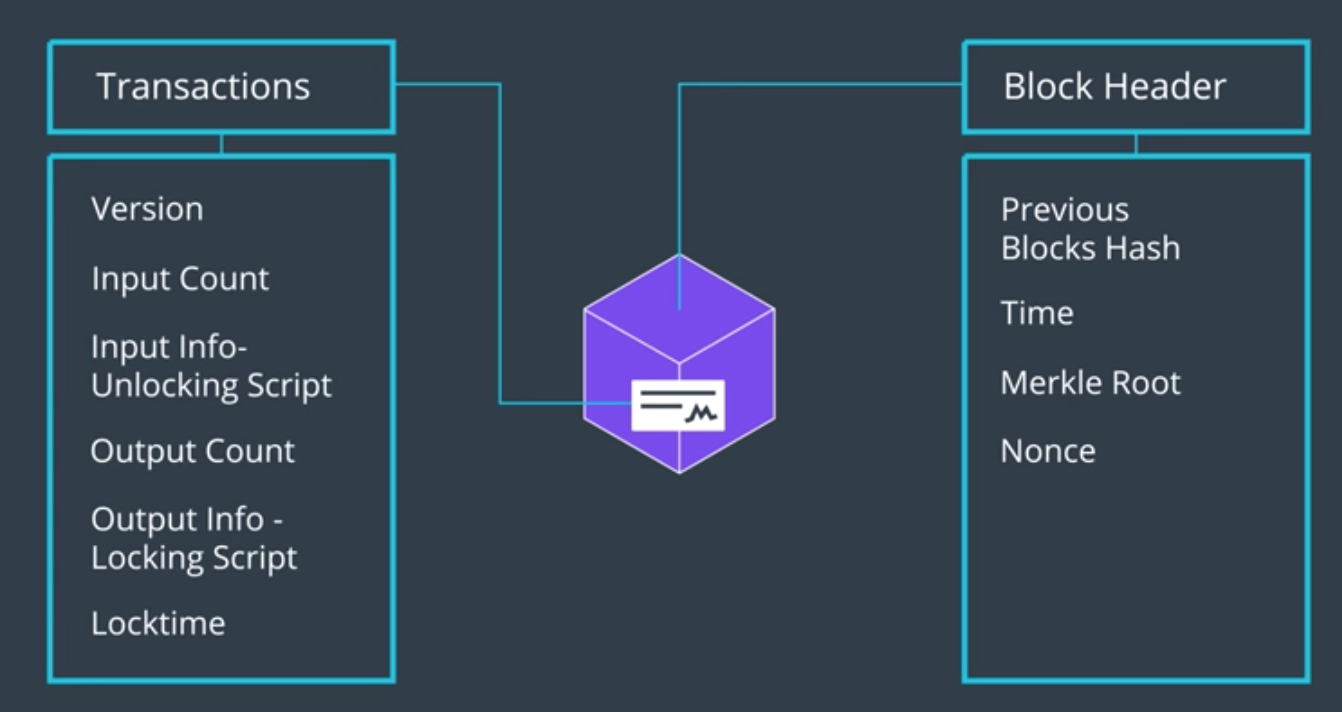 Transactions
Version
Input Count
Input Info-
Unlocking Script
Output Count
Output Info -
Locking Script
Locktime
Block Header
Previous
Blocks Hash
Time
Merkle Root
Nonce